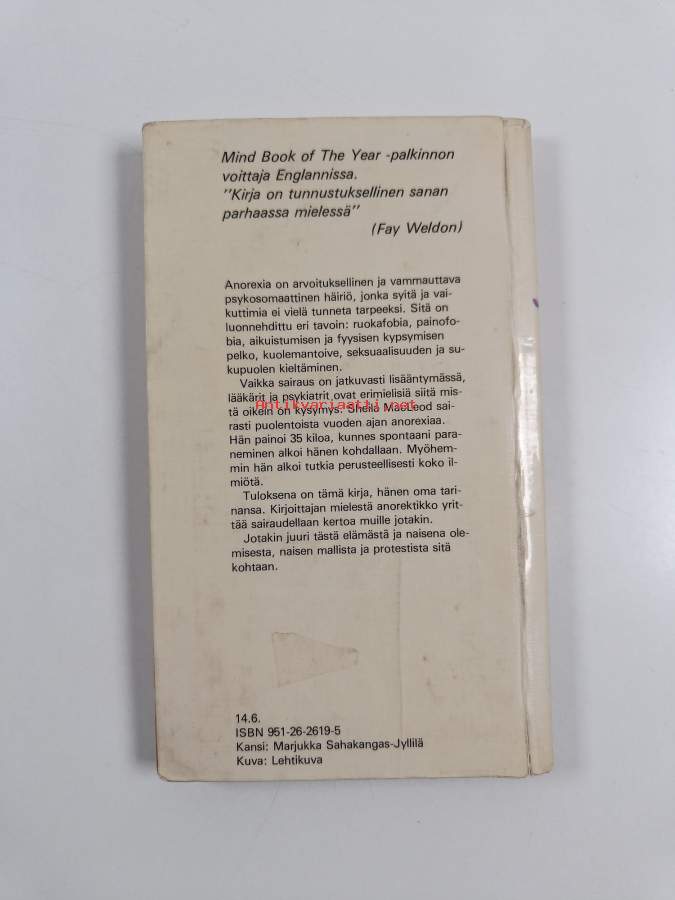 Mind Book of The Year -palkinnon
voittaja Englannissa.
"Kirja on tunnustuksellinen sanan
parhaassa mielessä"
(Fay Weldon)
Anorexia on arvoituksellinen ja vammauttava
psykosomaattinen häiriö, jonka syitä ja vai-
kuttimia ei vielä tunneta tarpeeksi. Sitä on
luonnehdittu eri tavoin: ruokafobia, painofo-
bia, aikuistumisen ja fyysisen kypsymisen
pelko, kuolemantoive, seksuaalisuuden ja su-
kupuolen kieltäminen.
Vaikka sairaus on jatkuvasti lisääntymässä,
lääkärit ja psykiatrit ovat erimielisiä siitä mis-
Antikvariaatti.net
tä oikein on kysymys. Sheila MacLeod sai-
rasti puolentoista vuoden ajan anorexiaa.
Hän painoi 35 kiloa, kunnes spontaani para-
neminen alkoi hänen kohdallaan. Myöhem-
min hän alkoi tutkia perusteellisesti koko il-
miötä.
Tuloksena on tämä kirja, hänen oma tari-
nansa. Kirjoittajan mielestä anorektikko yrit-
tää sairaudellaan kertoa muille jotakin.
Jotakin juuri tästä elämästä ja naisena ole-
misesta, naisen mallista ja protestista sitä
kohtaan.
14.6.
ISBN 951-26-2619-5
Kansi: Marjukka Sahakangas-Jyllilä
Kuva: Lehtikuva